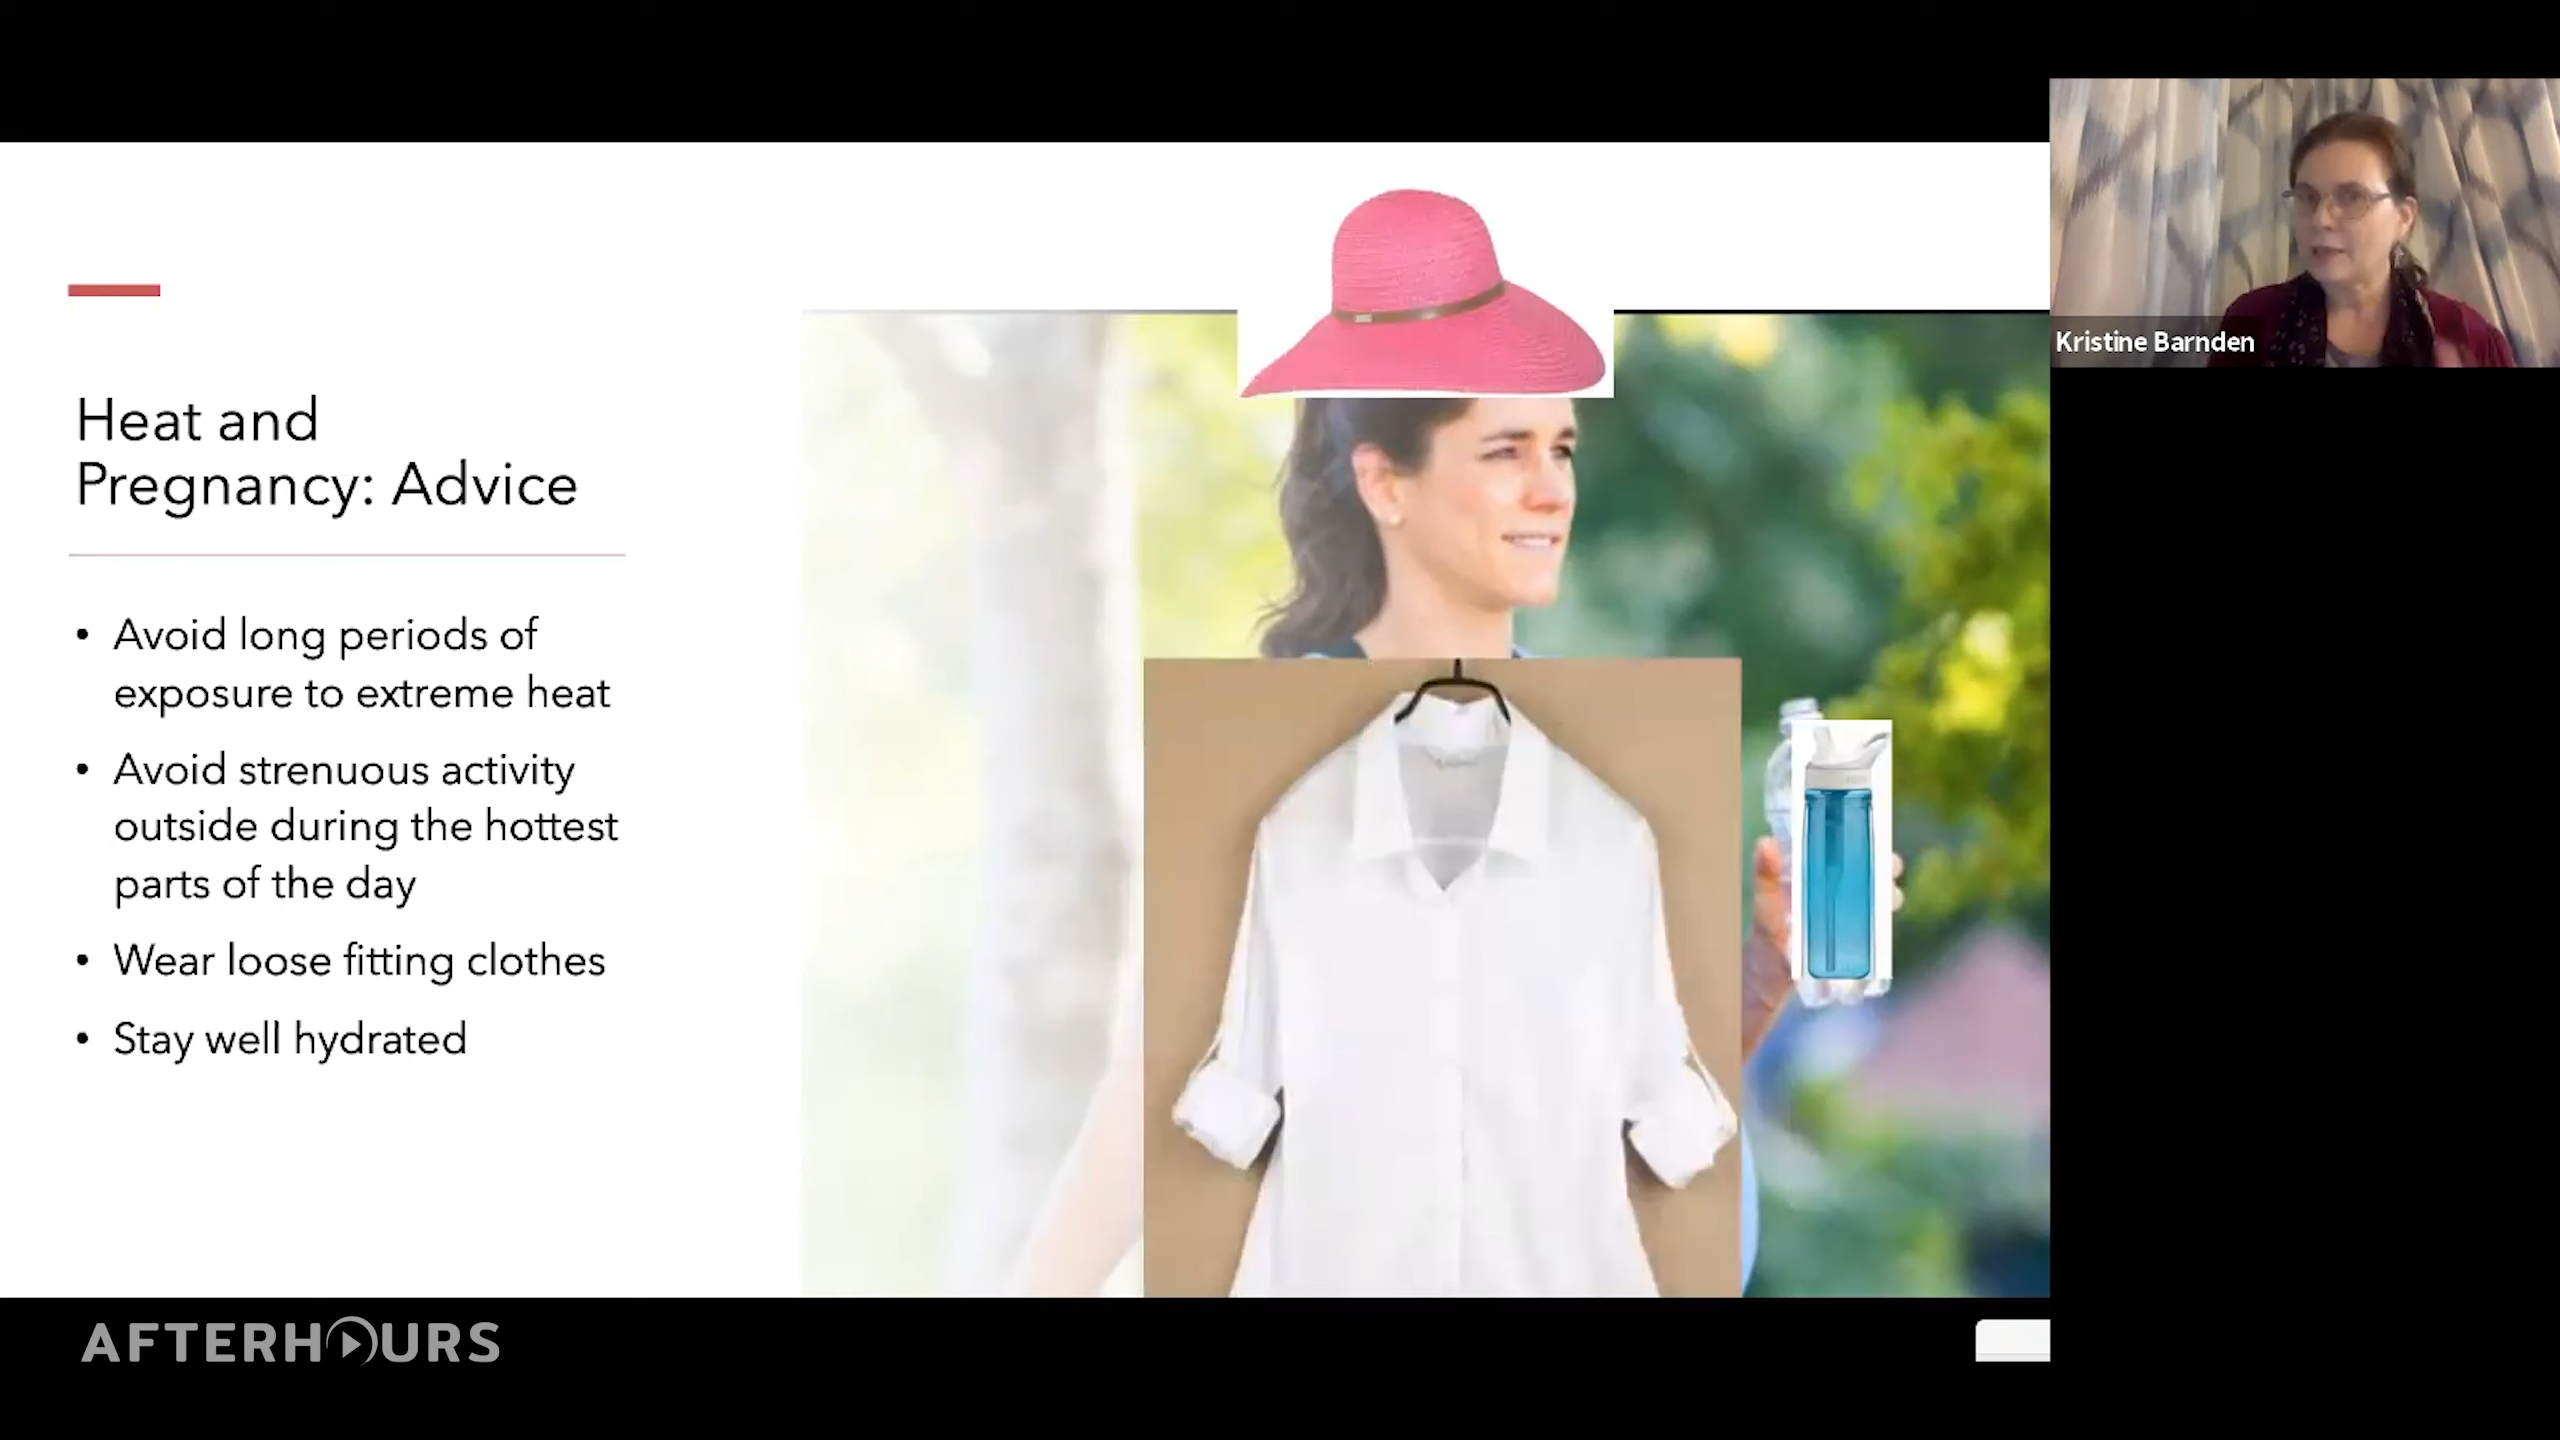 Kristine Barnden
Heat and
Pregnancy: Advice
• Avoid long periods of
exposure to extreme heat
• Avoid strenuous activity
outside during the hottest
parts of the day
• Wear loose fitting clothes
• Stay well hydrated
AFTERHOURS